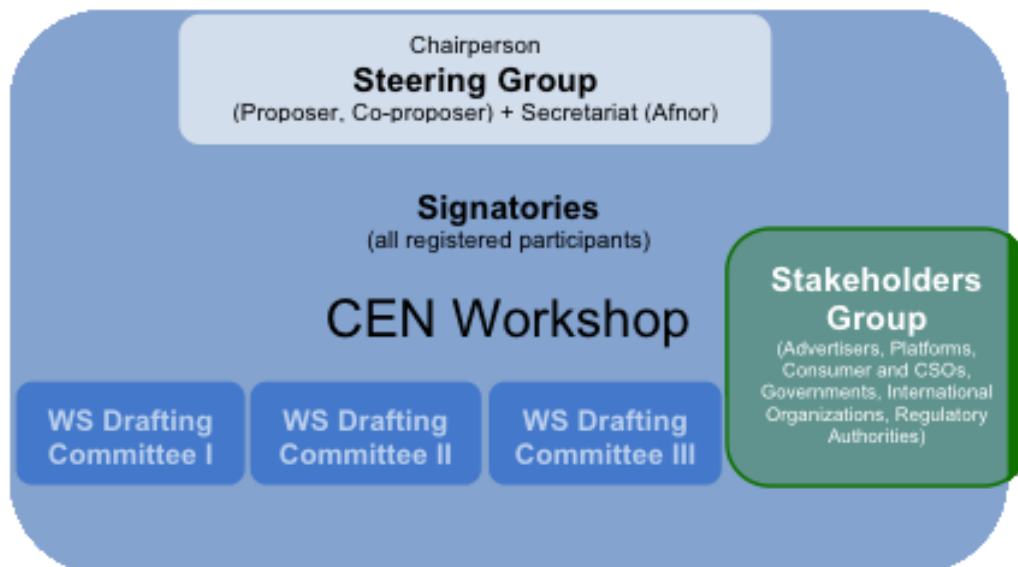 Chairperson
Steering Group
(Proposer, Co-proposer) + Secretariat (Afnor)
Signatories
(all registered participants)
CEN Workshop
WS Drafting
Committee I
WS Drafting
Committee II
WS Drafting
Committee III
Stakeholders
Group
(Advertisers, Platforms,
Consumer and CSOs,
Governments, International
Organizations, Regulatory
Authorities)